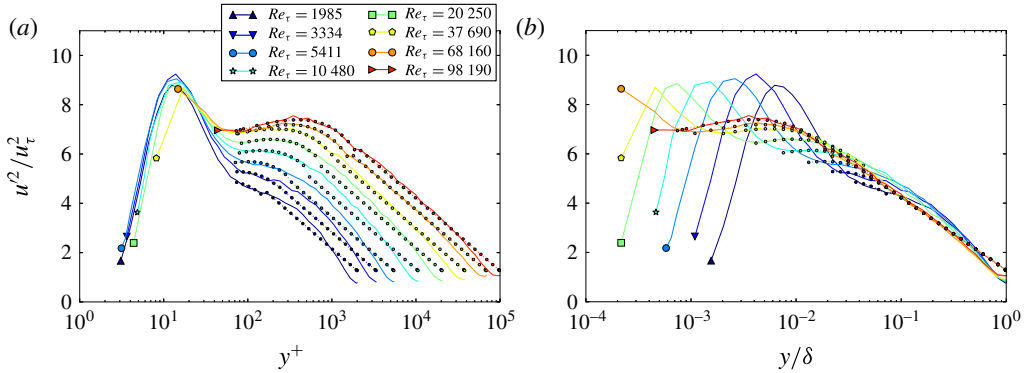 (a)
Re_τ = 1985
Re_τ = 3334
Re_τ = 5411
Re_τ = 10 480
Re_τ = 20 250
Re_τ = 37 690
Re_τ = 68 160
Re_τ = 98 190
(b)
10
8
6
4
2
0
u'^2/u_τ^2
10^0 10^1 10^2 10^3 10^4 10^5
y^+
10
8
6
4
2
0
10^-4 10^-3 10^-2 10^-1 10^0
y/δ